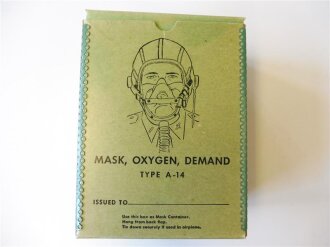 MASK, OXYGEN, DEMAND
TYPE A-14
ISSUED TO
Use this box as Mask Container.
Hang from back flap.
Tie down securely if used in airplane.